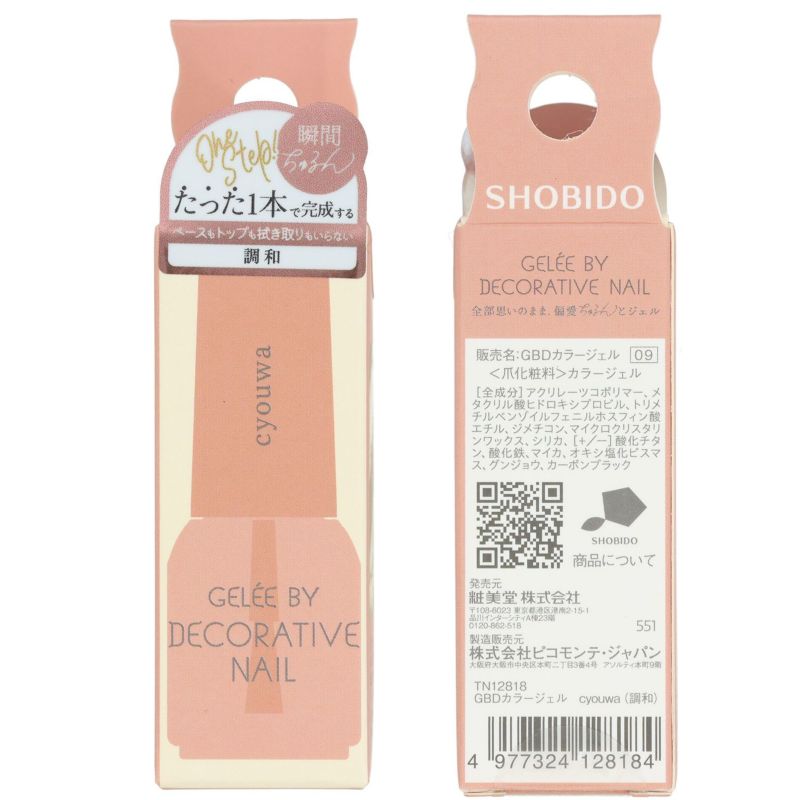 One
Step!
瞬間
ちゅるん
たった1本で完成する
ベースもトップも拭き取りもいらない
調和
cyouwa
GELÉE BY
DECORATIVE
NAIL
SHOBIDO
GELÉE BY
DECORATIVE NAIL
全部思いのまま、偏愛ちゅるんとジェル
販売名:GBDカラージェル 09
<爪化粧料>カラージェル
[全成分]アクリレーツコポリマー、メ
タクリル酸ヒドロキシプロピル、トリメ
チルベンゾイルフェニルホスフィン酸
エチル、ジメチコン、マイクロクリスタリ
ンワックス、シリカ、[+/-]酸化チタ
ン、酸化鉄、マイカ、オキシ塩化ビスマ
ス、グンジョウ、カーボンブラック
SHOBIDO
商品について
発売元
粧美堂 株式会社
〒108-6023 東京都港区港南2-15-1
品川インターシティA棟23階
0120-862-518
551
製造販売元
株式会社ピコモンテ・ジャパン
大阪府大阪市中央区本町二丁目3番4号 アソルティ本町9階
TN12818
GBDカラージェル cyouwa(調和)
4 977324 128184